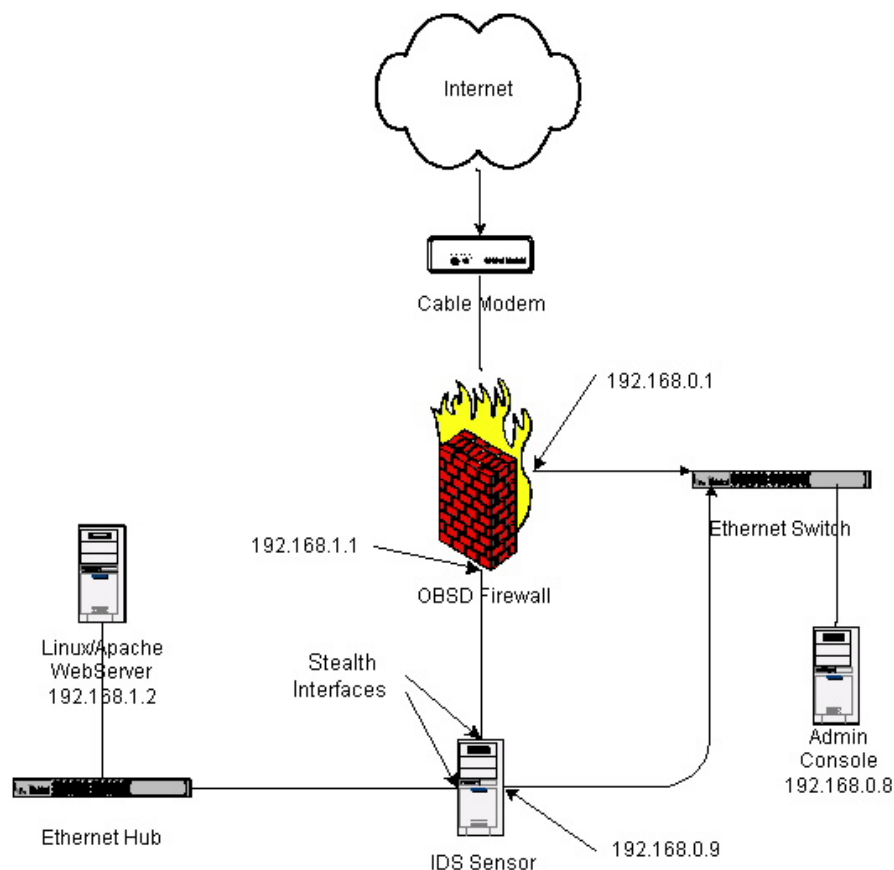 Internet
Cable Modem
192.168.0.1
Ethernet Switch
192.168.1.1
OBSD Firewall
Linux/Apache
WebServer
192.168.1.2
Stealth
Interfaces
Admin
Console
192.168.0.8
Ethernet Hub
192.168.0.9
IDS Sensor